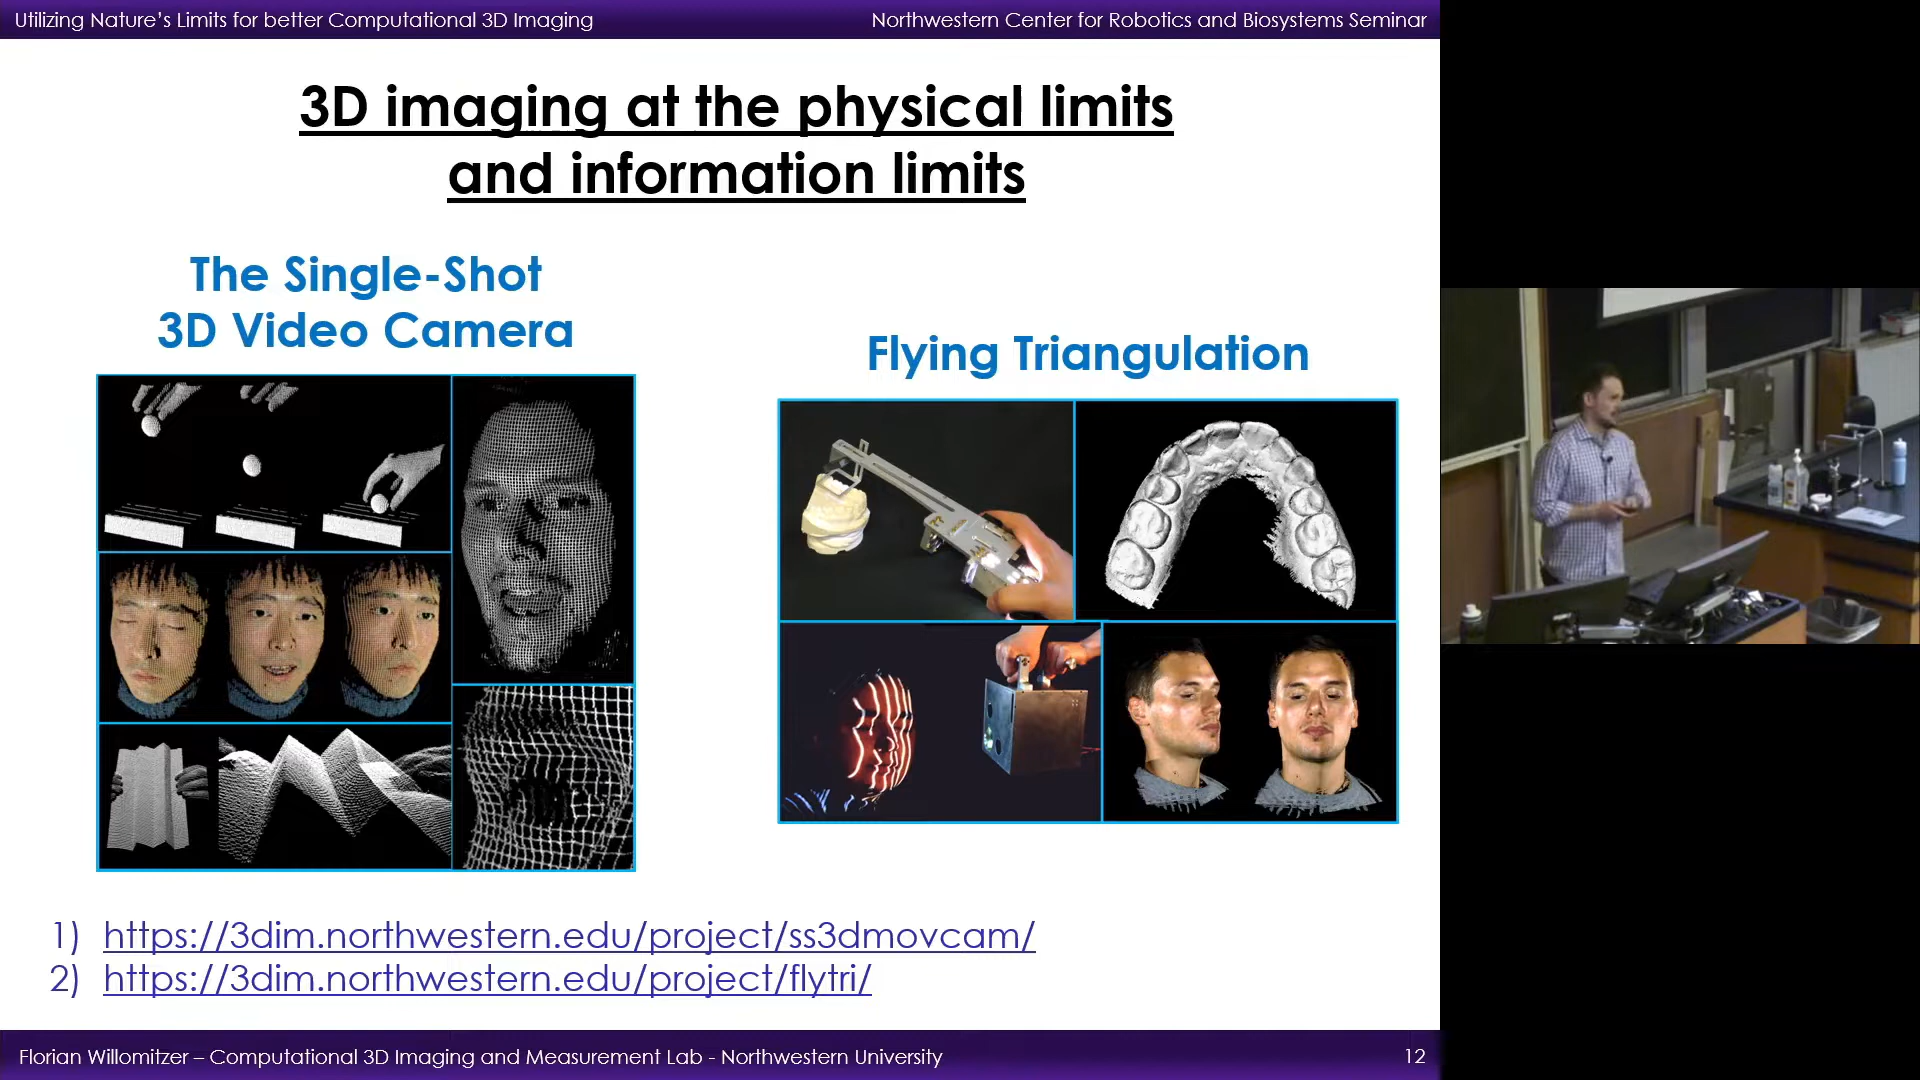 Utilizing Nature's Limits for better Computational 3D Imaging
Northwestern Center for Robotics and Biosystems Seminar
3D imaging at the physical limits
and information limits
The Single-Shot
3D Video Camera
Flying Triangulation
1) https://3dim.northwestern.edu/project/ss3dmovcam/
2) https://3dim.northwestern.edu/project/flytri/
Florian Willomitzer – Computational 3D Imaging and Measurement Lab - Northwestern University
12